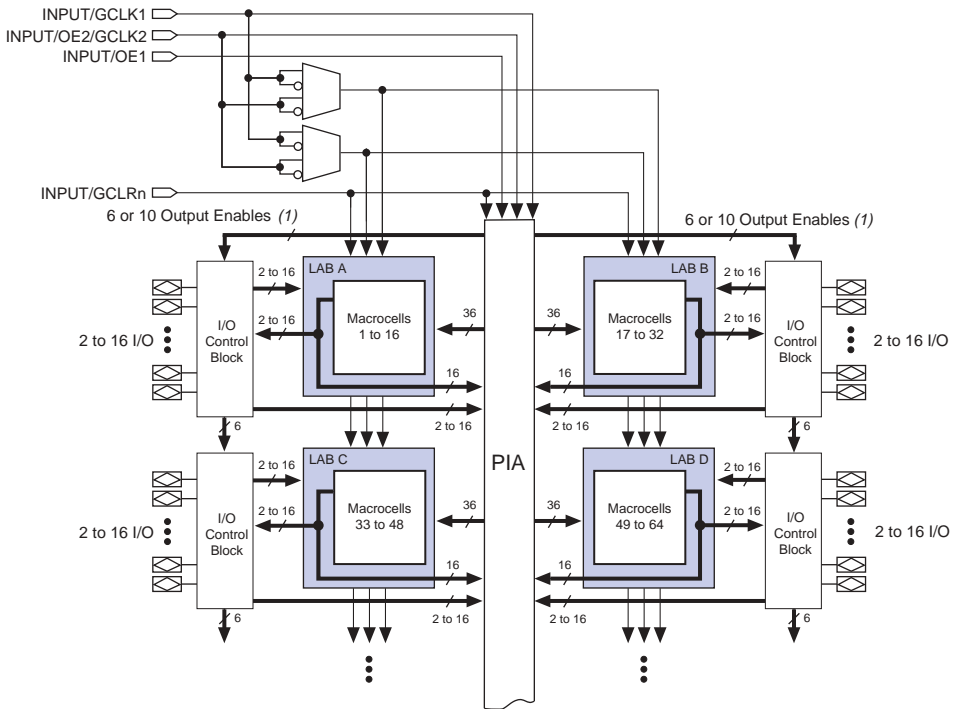 INPUT/GCLK1
INPUT/OE2/GCLK2
INPUT/OE1
INPUT/GCLRn
6 or 10 Output Enables (1)
6 or 10 Output Enables (1)
LAB A
LAB B
2 to 16
2 to 16
I/O
Control
Block
2 to 16 I/O
2 to 16
Macrocells
1 to 16
36
36
Macrocells
17 to 32
2 to 16
I/O
Control
Block
2 to 16 I/O
16
16
2 to 16
2 to 16
6
6
PIA
LAB C
LAB D
2 to 16
2 to 16
I/O
Control
Block
2 to 16 I/O
2 to 16
Macrocells
33 to 48
36
36
Macrocells
49 to 64
2 to 16
I/O
Control
Block
2 to 16 I/O
16
16
2 to 16
2 to 16
6
6